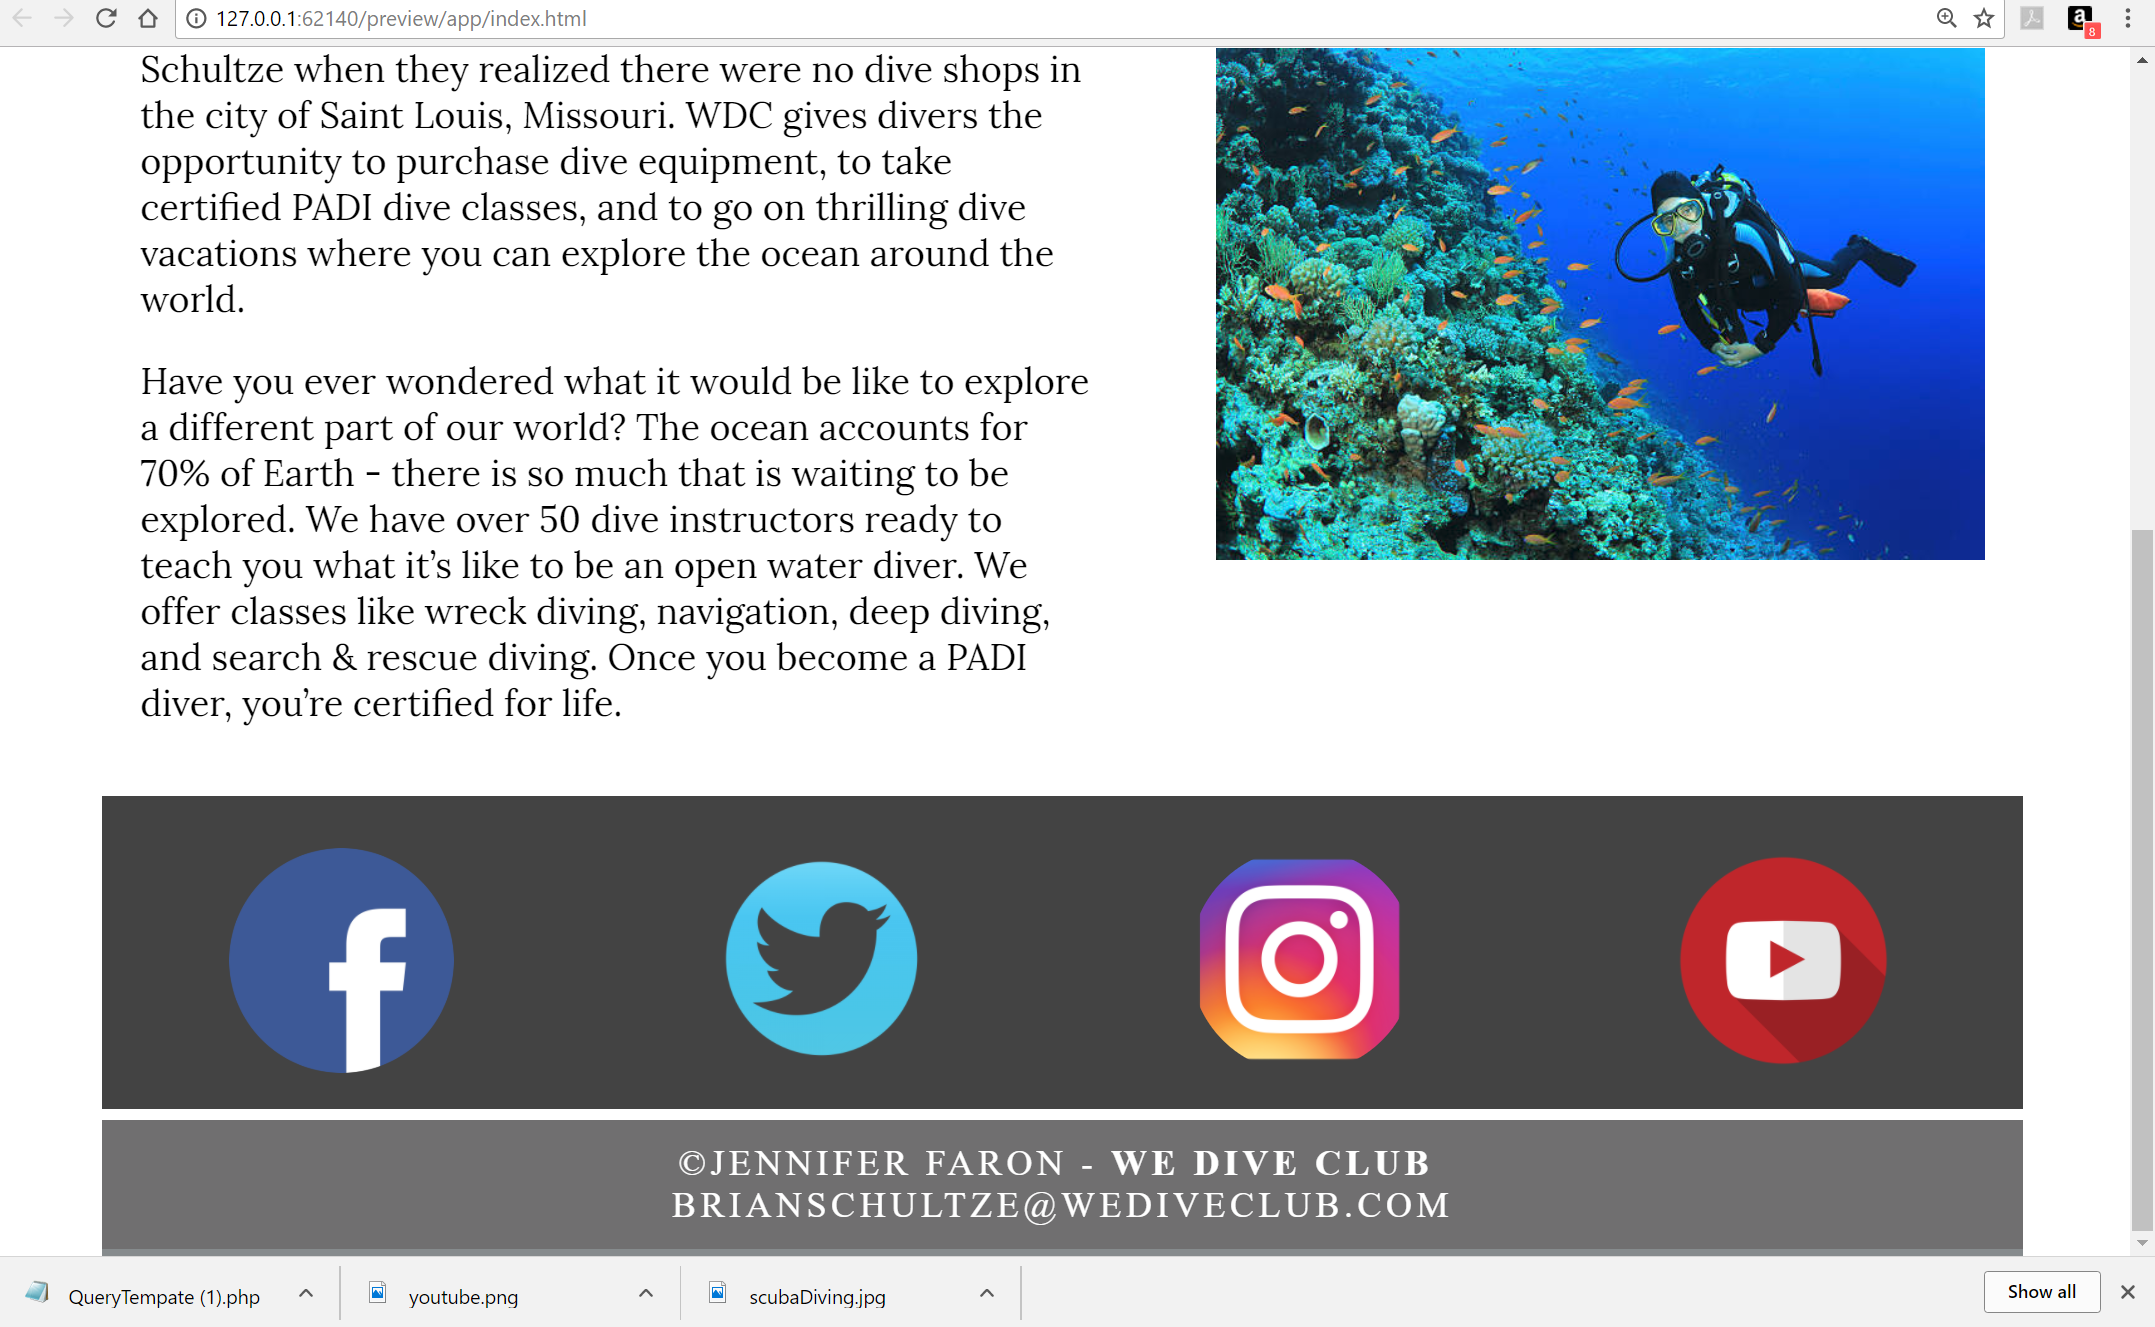 127.0.0.1:62140/preview/app/index.html
8
Schultze when they realized there were no dive shops in
the city of Saint Louis, Missouri. WDC gives divers the
opportunity to purchase dive equipment, to take
certified PADI dive classes, and to go on thrilling dive
vacations where you can explore the ocean around the
world.
Have you ever wondered what it would be like to explore
a different part of our world? The ocean accounts for
70% of Earth - there is so much that is waiting to be
explored. We have over 50 dive instructors ready to
teach you what it’s like to be an open water diver. We
offer classes like wreck diving, navigation, deep diving,
and search & rescue diving. Once you become a PADI
diver, you’re certified for life.
©JENNIFER FARON - WE DIVE CLUB
BRIANSCHULTZE@WEDIVECLUB.COM
QueryTempate (1).php
youtube.png
scubaDiving.jpg
Show all